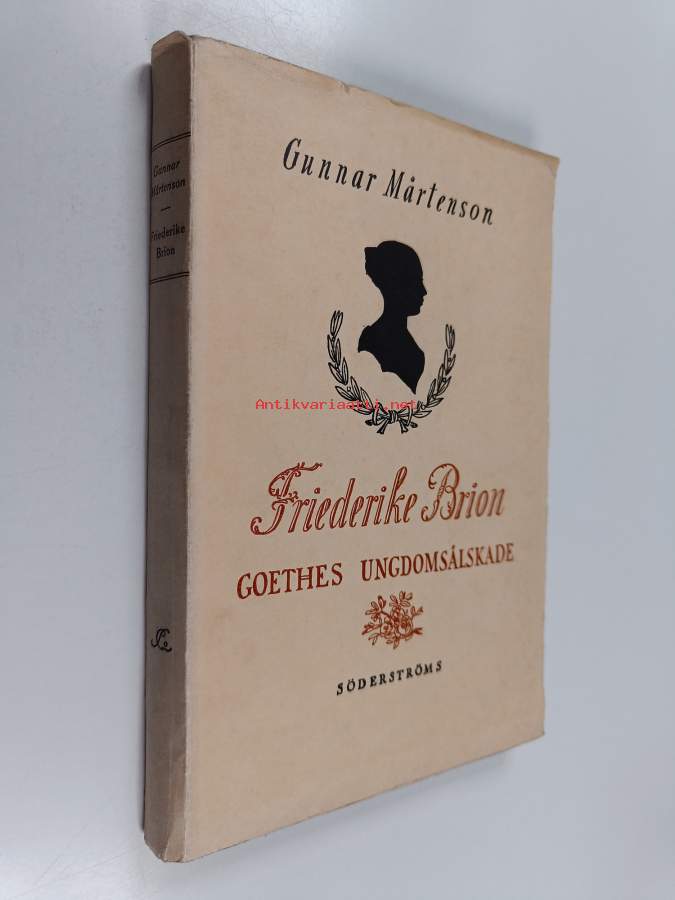 Gunnar
Mårtenson
Friederike
Brion
Gunnar Mårtenson
Antikvariaatti.net
Friederike Brion
GOETHES UNGDOMSÄLSKADE
SÖDERSTRÖMS